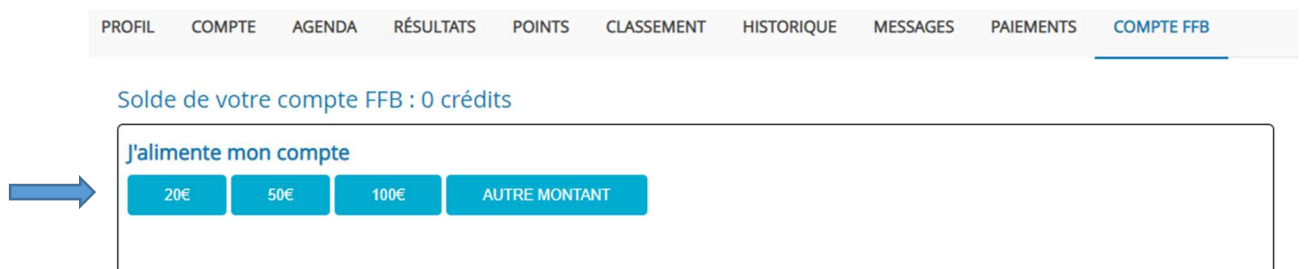 PROFIL COMPTE AGENDA RÉSULTATS POINTS CLASSEMENT HISTORIQUE MESSAGES PAIEMENTS COMPTE FFB
Solde de votre compte FFB : 0 crédits
J'alimente mon compte
20€ 50€ 100€ AUTRE MONTANT